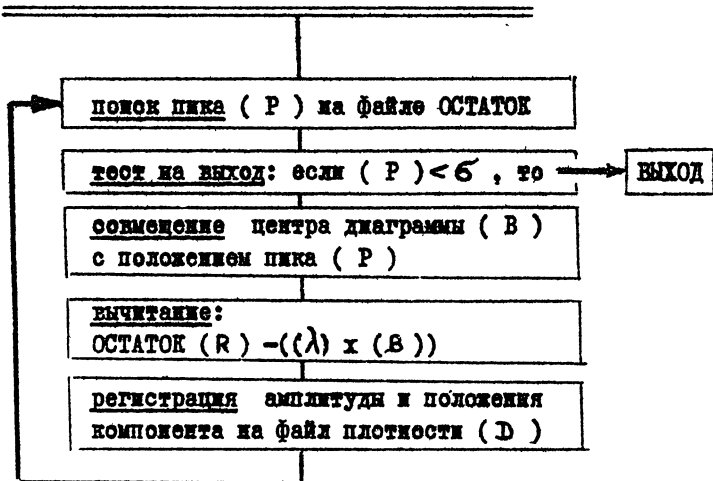 поиск пика ( P ) на файле ОСТАТОК
тест на выход: если ( P ) < σ , то
ВЫХОД
совмещение центра диаграммы ( B )
с положением пика ( P )
вычитание:
ОСТАТОК ( R ) -((λ) x (B ))
регистрация амплитуды и положения
компонента на файл плотности ( D )